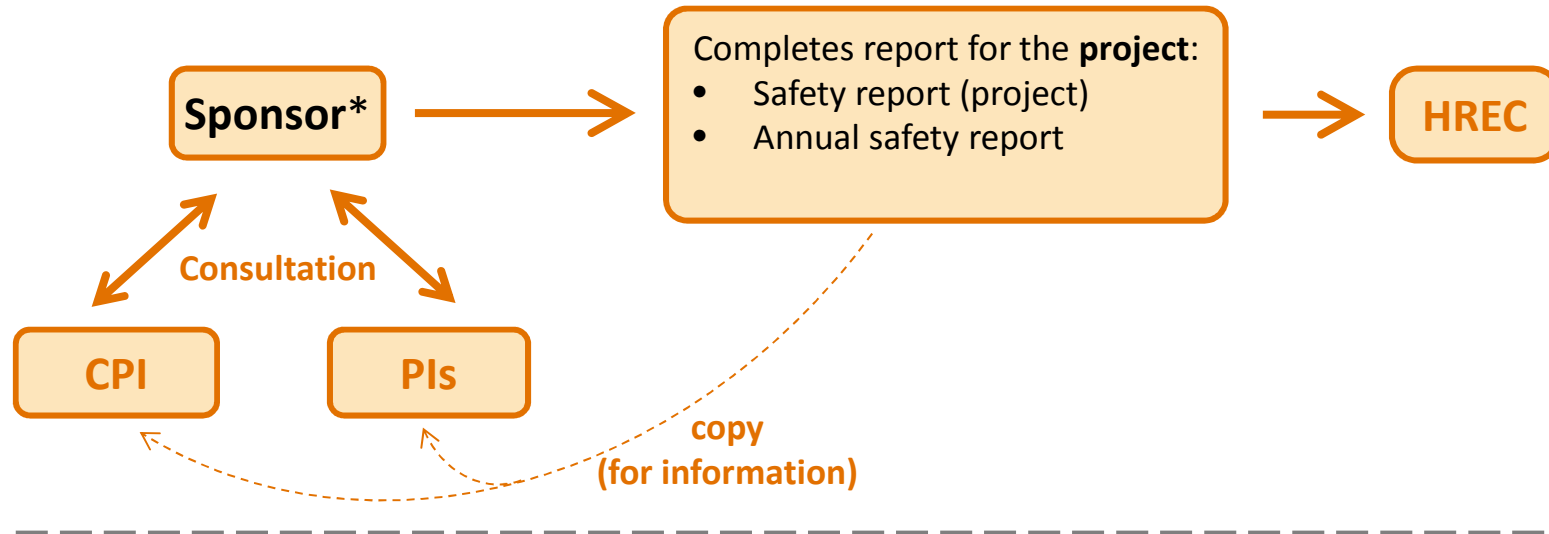 Sponsor*
Completes report for the project:
• Safety report (project)
• Annual safety report
HREC
Consultation
CPI
PIs
copy
(for information)